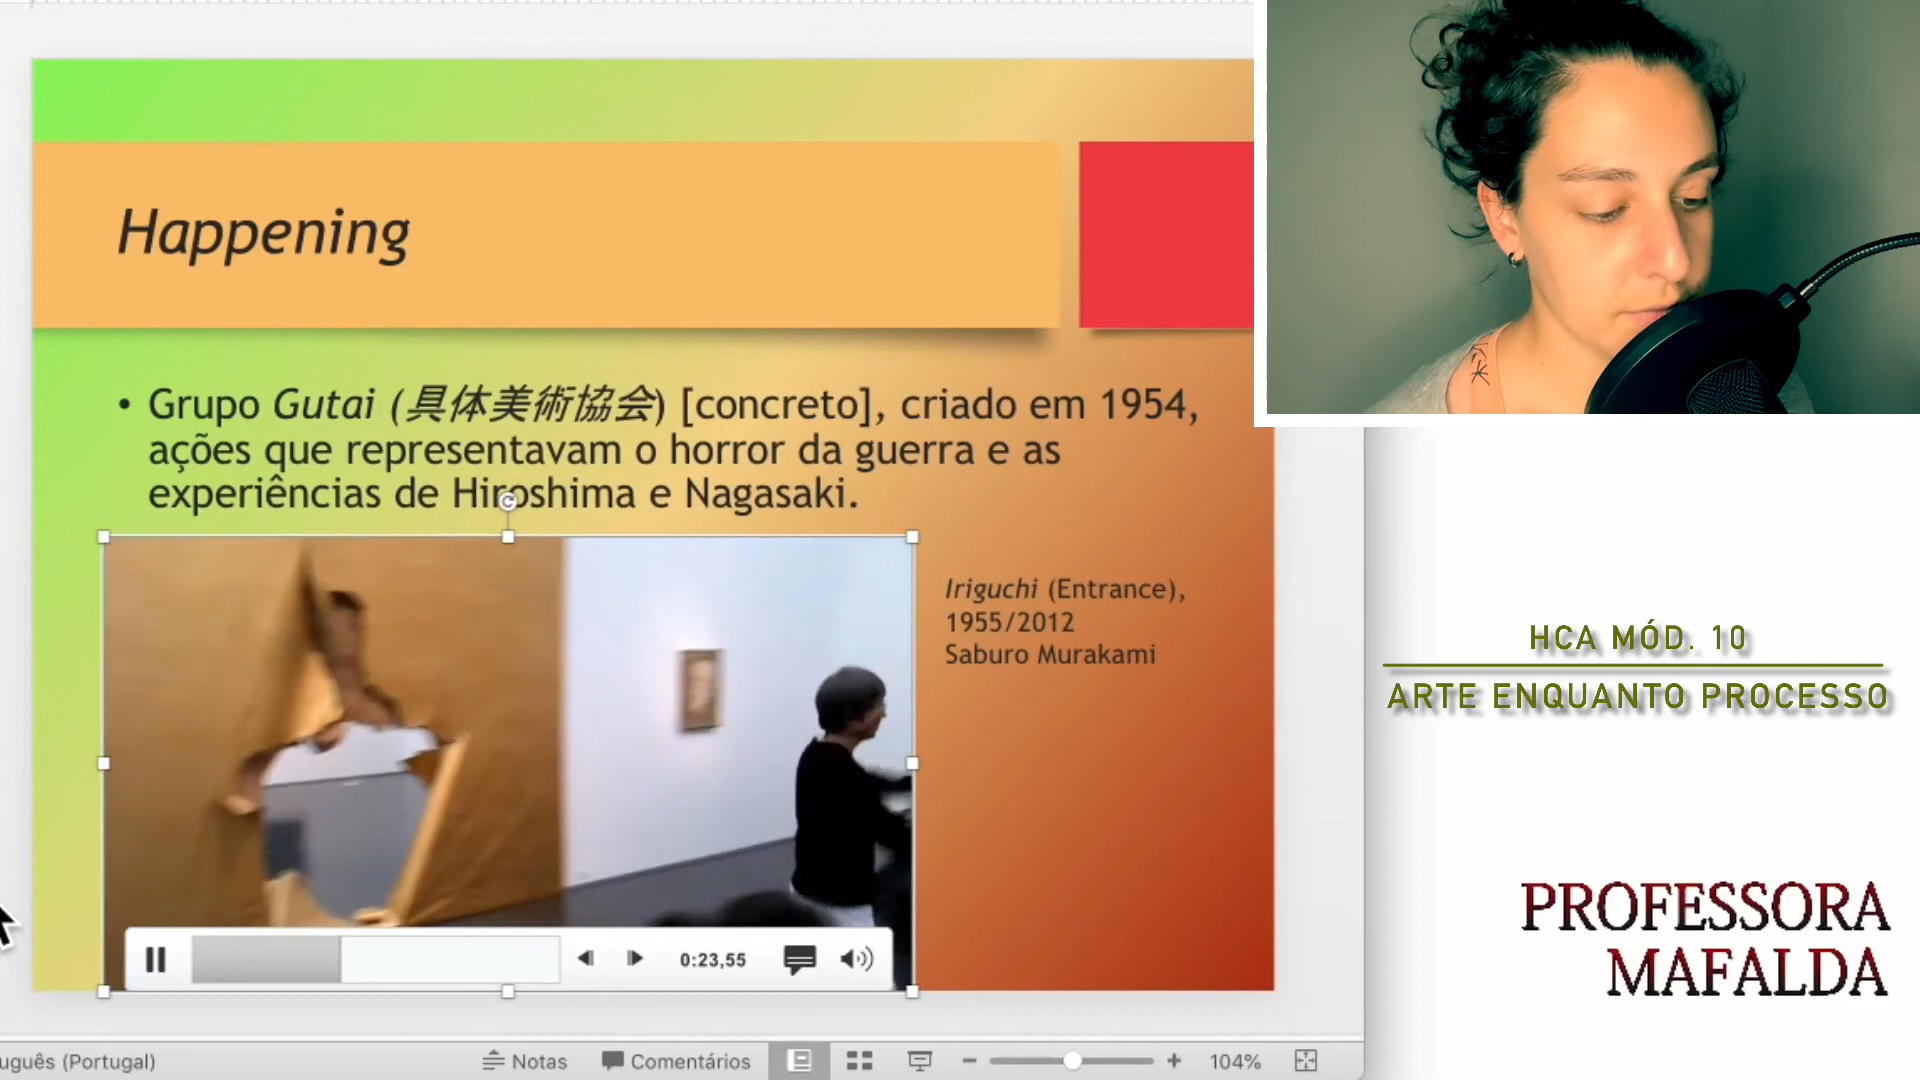 Happening
• Grupo Gutai (具体美術協会) [concreto], criado em 1954,
ações que representavam o horror da guerra e as
experiências de Hiroshima e Nagasaki.
Iriguchi (Entrance),
1955/2012
Saburo Murakami
0:23,55
HCA MÓD. 10
ARTE ENQUANTO PROCESSO
PROFESSORA
MAFALDA
uguês (Portugal)
Notas
Comentários
104%